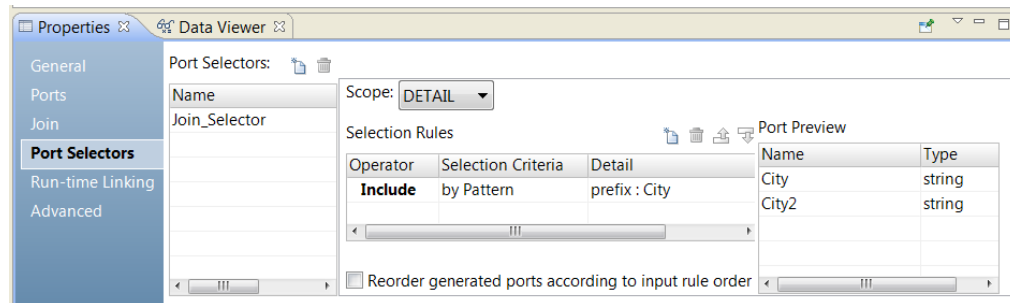 Properties Data Viewer
General
Ports
Join
Port Selectors
Run-time Linking
Advanced
Port Selectors:
Name
Join_Selector
Scope: DETAIL
Selection Rules
Operator Selection Criteria Detail
Include by Pattern prefix : City
Reorder generated ports according to input rule order
Port Preview
Name Type
City string
City2 string